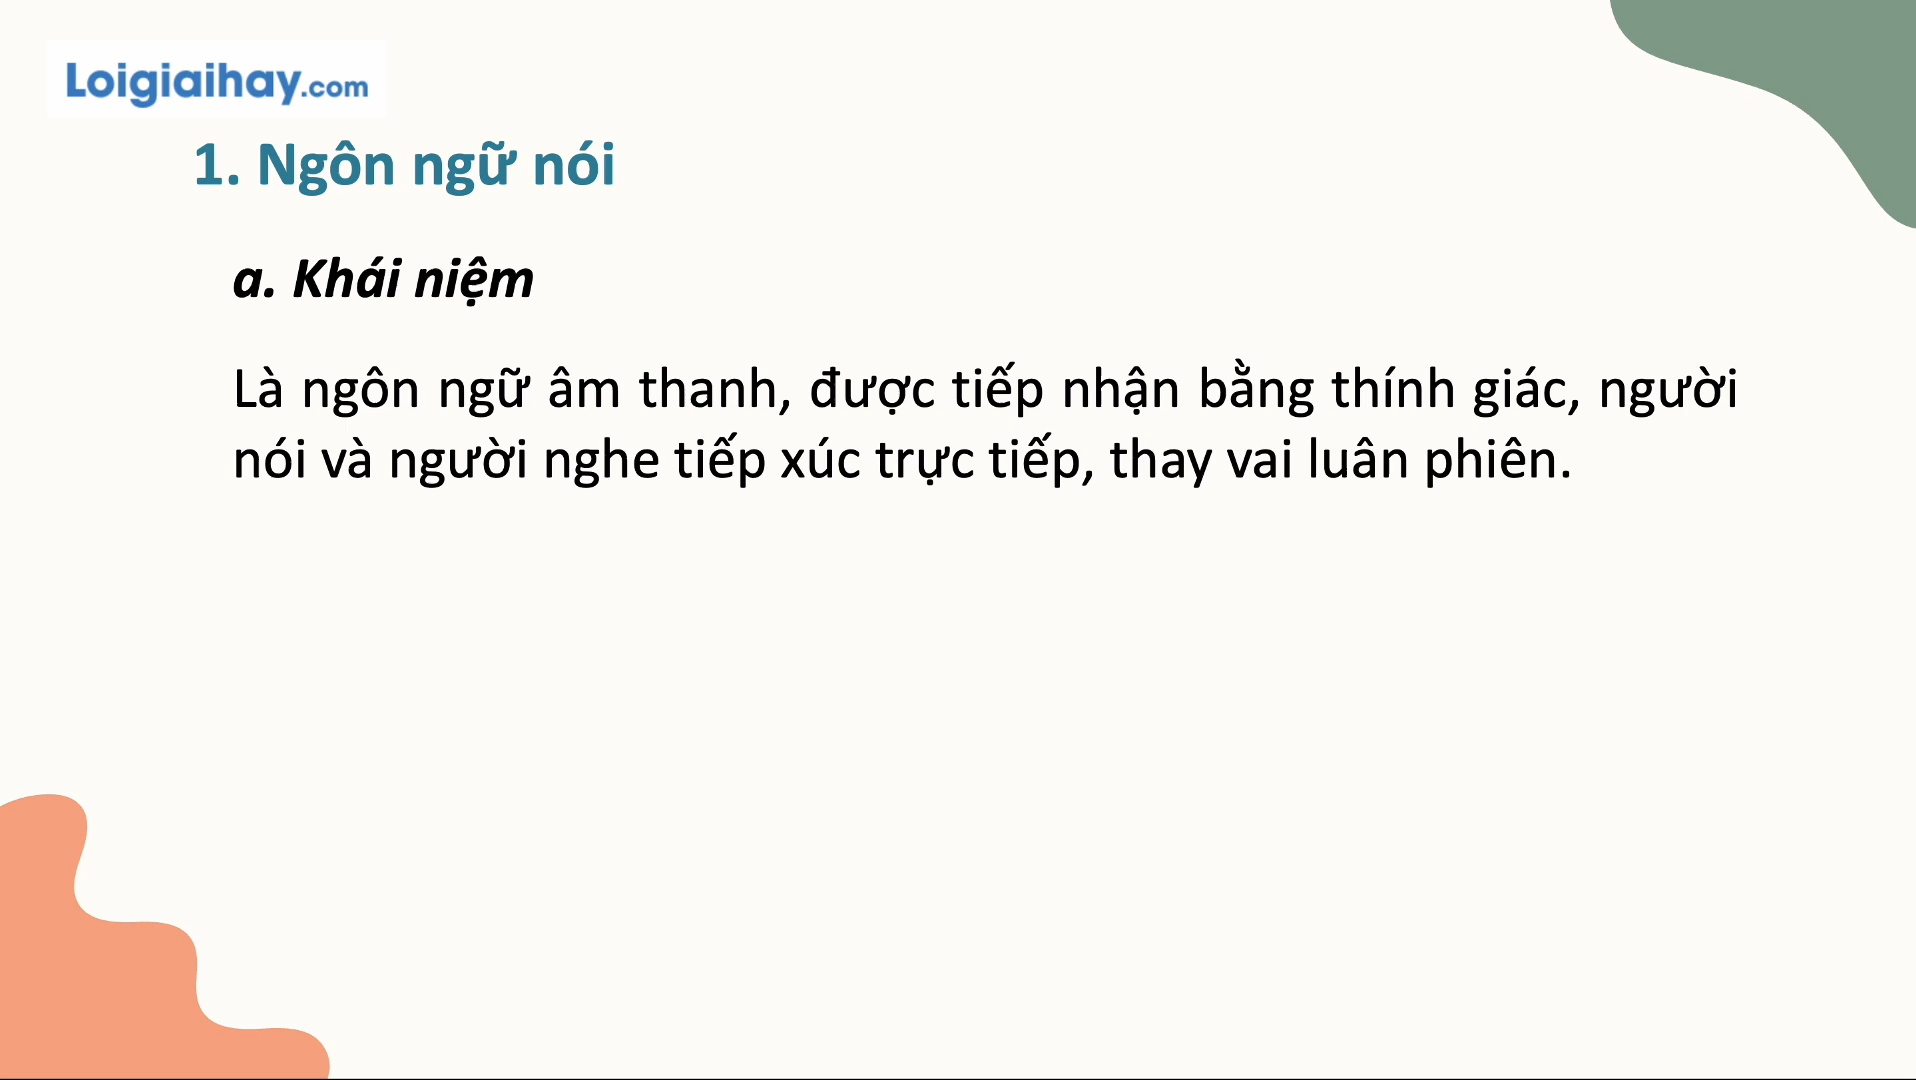 Loigiaihay.com
1. Ngôn ngữ nói
a. Khái niệm
Là ngôn ngữ âm thanh, được tiếp nhận bằng thính giác, người
nói và người nghe tiếp xúc trực tiếp, thay vai luân phiên.